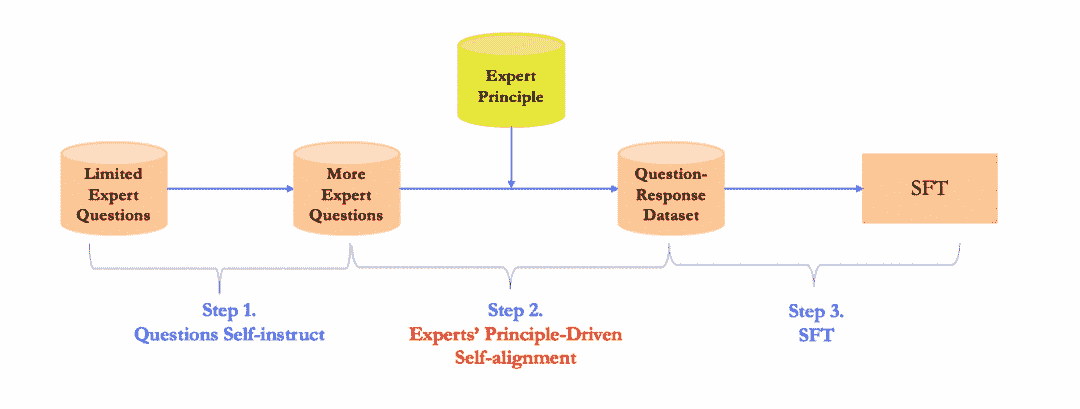 Expert
Principle
Limited
Expert
Questions
More
Expert
Questions
Question-
Response
Dataset
SFT
Step 1.
Questions Self-instruct
Step 2.
Experts’ Principle-Driven
Self-alignment
Step 3.
SFT